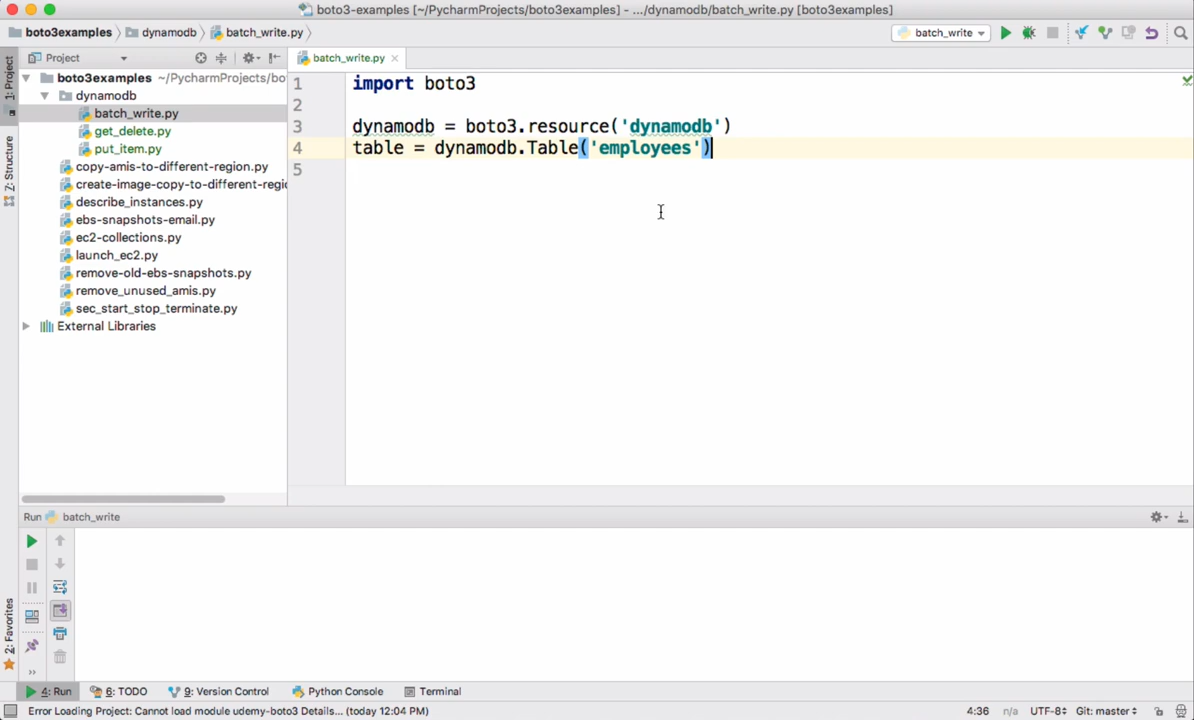 boto3-examples [~/PycharmProjects/boto3examples] - .../dynamodb/batch_write.py [boto3examples]
boto3examples dynamodb batch_write.py batch_write
Project batch_write.py
1: Project
Z: Structure
2: Favorites
boto3examples ~/PycharmProjects/bo
dynamodb
batch_write.py
get_delete.py
put_item.py
copy-amis-to-different-region.py
create-image-copy-to-different-regio
describe_instances.py
ebs-snapshots-email.py
ec2-collections.py
launch_ec2.py
remove-old-ebs-snapshots.py
remove_unused_amis.py
sec_start_stop_terminate.py
External Libraries
1 import boto3
2
3 dynamodb = boto3.resource('dynamodb')
4 table = dynamodb.Table('employees')
5
Run batch_write
4: Run 6: TODO 9: Version Control Python Console Terminal
Error Loading Project: Cannot load module udemy-boto3 Details... (today 12:04 PM) 4:36 n/a UTF-8 Git: master